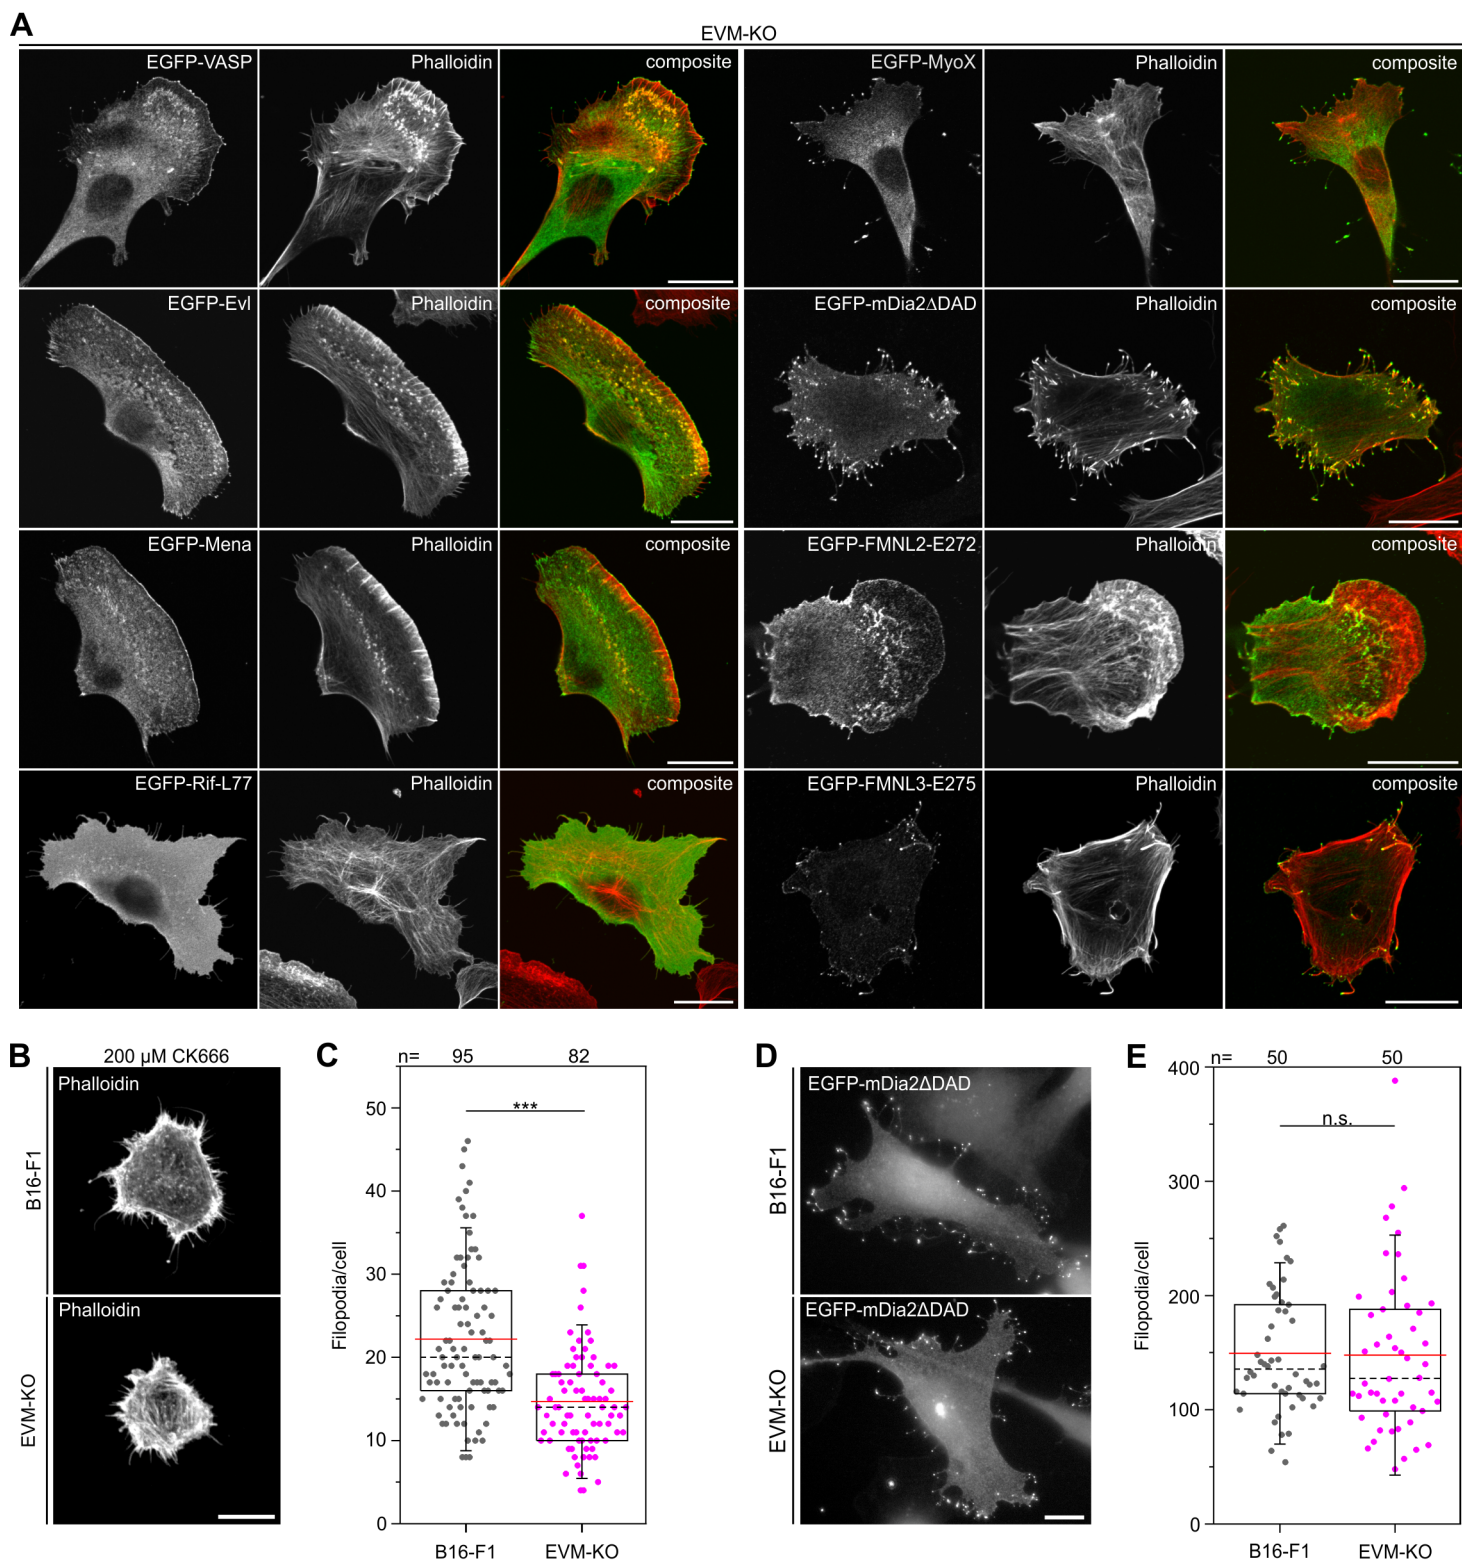 A
EVM-KO
EGFP-VASP Phalloidin composite EGFP-MyoX Phalloidin composite
EGFP-Evl Phalloidin composite EGFP-mDia2ΔDAD Phalloidin composite
EGFP-Mena Phalloidin composite EGFP-FMNL2-E272 Phalloidin composite
EGFP-Rif-L77 Phalloidin composite EGFP-FMNL3-E275 Phalloidin composite
B
200 µM CK666
B16-F1
Phalloidin
EVM-KO
Phalloidin
C
n= 95 82
***
Filopodia/cell
50
40
30
20
10
0
B16-F1 EVM-KO
D
B16-F1
EGFP-mDia2ΔDAD
EVM-KO
EGFP-mDia2ΔDAD
E
n= 50 50
n.s.
Filopodia/cell
400
300
200
100
0
B16-F1 EVM-KO